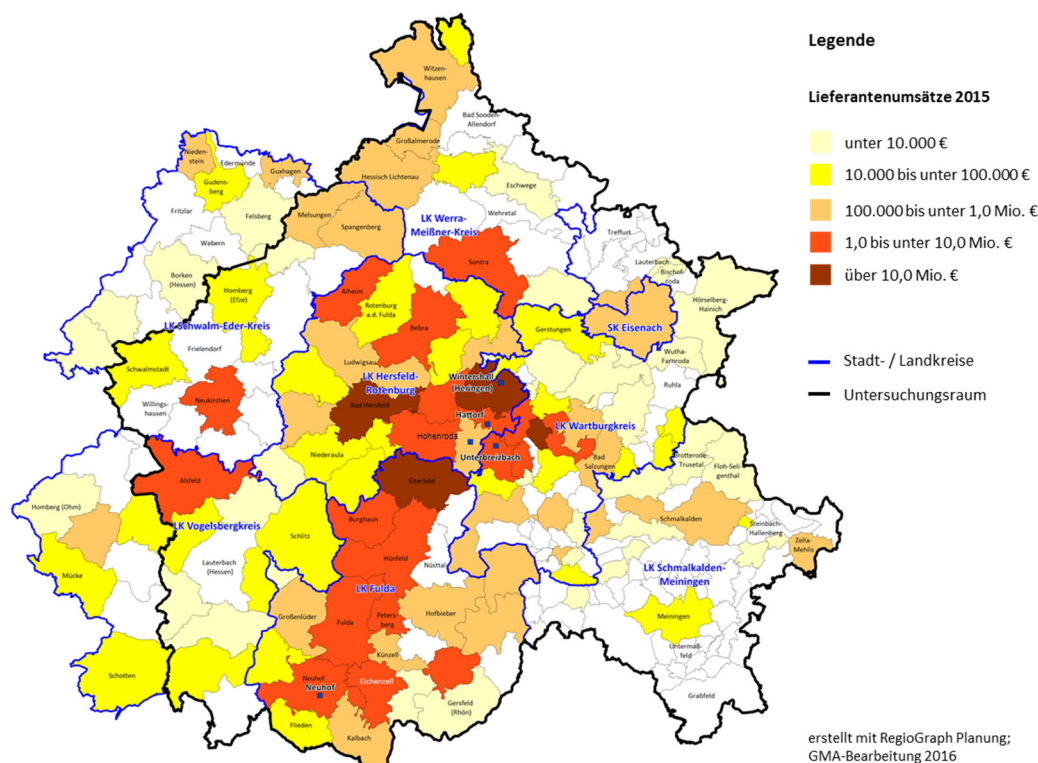 Legende
Lieferantenumsätze 2015
unter 10.000 €
10.000 bis unter 100.000 €
100.000 bis unter 1,0 Mio. €
1,0 bis unter 10,0 Mio. €
über 10,0 Mio. €
Stadt- / Landkreise
Untersuchungsraum
erstellt mit RegioGraph Planung;
GMA-Bearbeitung 2016
Witzen-
hausen
Bad Sooden-
Allendorf
Großalmerode
Nieden-
stein
Edermünde
Guxhagen
Gudens-
berg
Hessisch Lichtenau
Eschwege
Fritzlar
Felsberg
Melsungen
Spangenberg
LK Werra-
Meißner-Kreis
Wehretal
Treffurt
Wabern
Sontra
Lauterbach
Bischof-
roda
Borken
(Hessen)
Homberg
(Efze)
Alheim
Rotenburg
a.d. Fulda
Hörselberg-
Hainich
LK Schwalm-Eder-Kreis
Bebra
Gerstungen
SK Eisenach
Frielendorf
Wutha-
Farnroda
Schwalmstadt
Ludwigsau
LK Hersfeld-
Rotenburg
Wintershall
(Heringen)
Ruhla
Willings-
hausen
Neukirchen
Bad Hersfeld
Hattorf
LK Wartburgkreis
Hohenroda
Unterbreizbach
Niederaula
Bad
Salzungen
Brotterode-
Trusetal
Floh-Seli-
genthal
Alsfeld
Eiterfeld
Homberg (Ohm)
LK Vogelsbergkreis
Burghaun
Schmalkalden
Steinbach-
Hallenberg
Schlitz
Hünfeld
Nüsttal
Zella-
Mehlis
Lauterbach
(Hessen)
LK Schmalkalden-
Meiningen
Mücke
LK Fulda
Großenlüder
Fulda
Peters-
berg
Hofbieber
Meiningen
Künzell
Untermaß-
feld
Schotten
Neuhof
Neuhof
Eichenzell
Gersfeld
(Rhön)
Grabfeld
Flieden
Kalbach